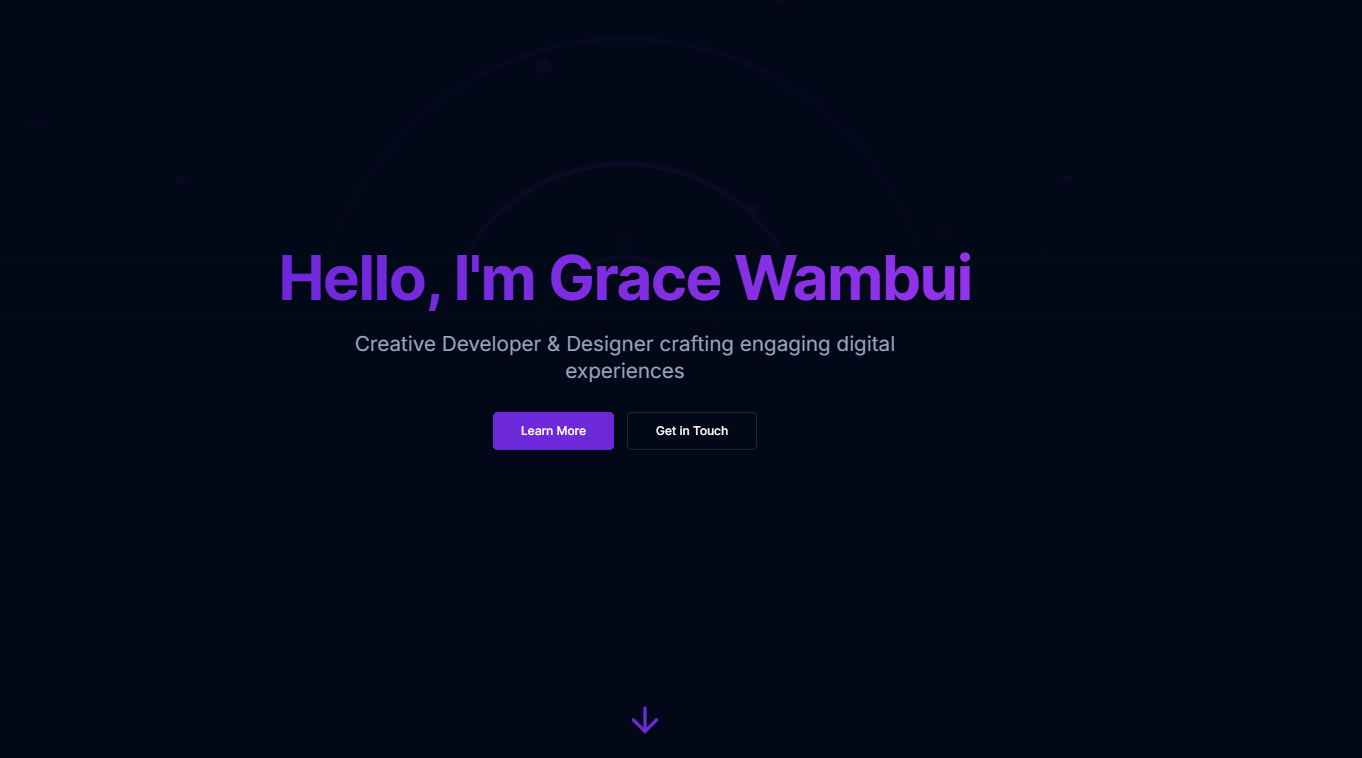 Hello, I'm Grace Wambui
Creative Developer & Designer crafting engaging digital
experiences
Learn More
Get in Touch